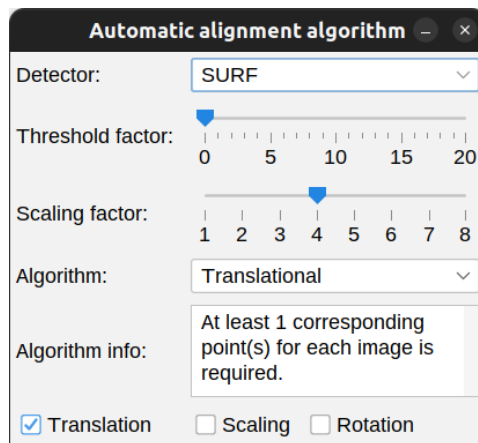 Automatic alignment algorithm
Detector: SURF
Threshold factor:
0 5 10 15 20
Scaling factor:
1 2 3 4 5 6 7 8
Algorithm: Translational
Algorithm info: At least 1 corresponding
point(s) for each image is
required.
Translation Scaling Rotation